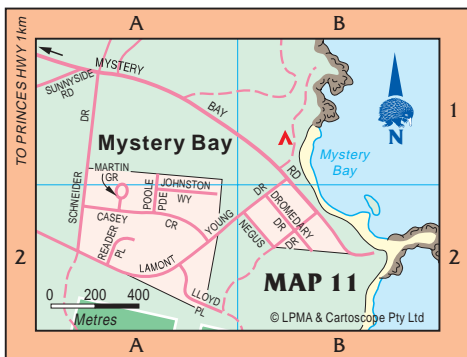 A B
TO PRINCES HWY 1km
MYSTERY
SUNNYSIDE
RD
DR
BAY
1
N
Mystery Bay
Mystery
Bay
MARTIN
GR
POOLE
PDE
JOHNSTON
WY
DR
RD
SCHNEIDER
CASEY
CR
YOUNG
DROMEDARY
DR
NEGUS
DR
READER
PL
LAMONT
2
2
LLOYD
PL
MAP 11
0 200 400
Metres
© LPMA & Cartoscope Pty Ltd
A B